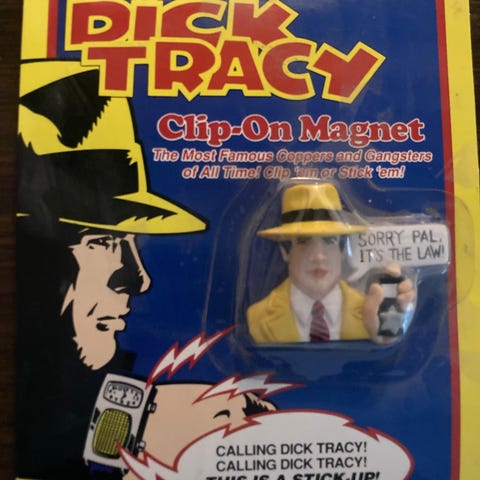 DICK
TRACY
Clip-On Magnet
The Most Famous Coppers and Gangsters
of All Time! Clip 'em or Stick 'em!
SORRY PAL,
IT'S THE LAW!
CALLING DICK TRACY!
CALLING DICK TRACY!
THIS IS A STICK-UP!